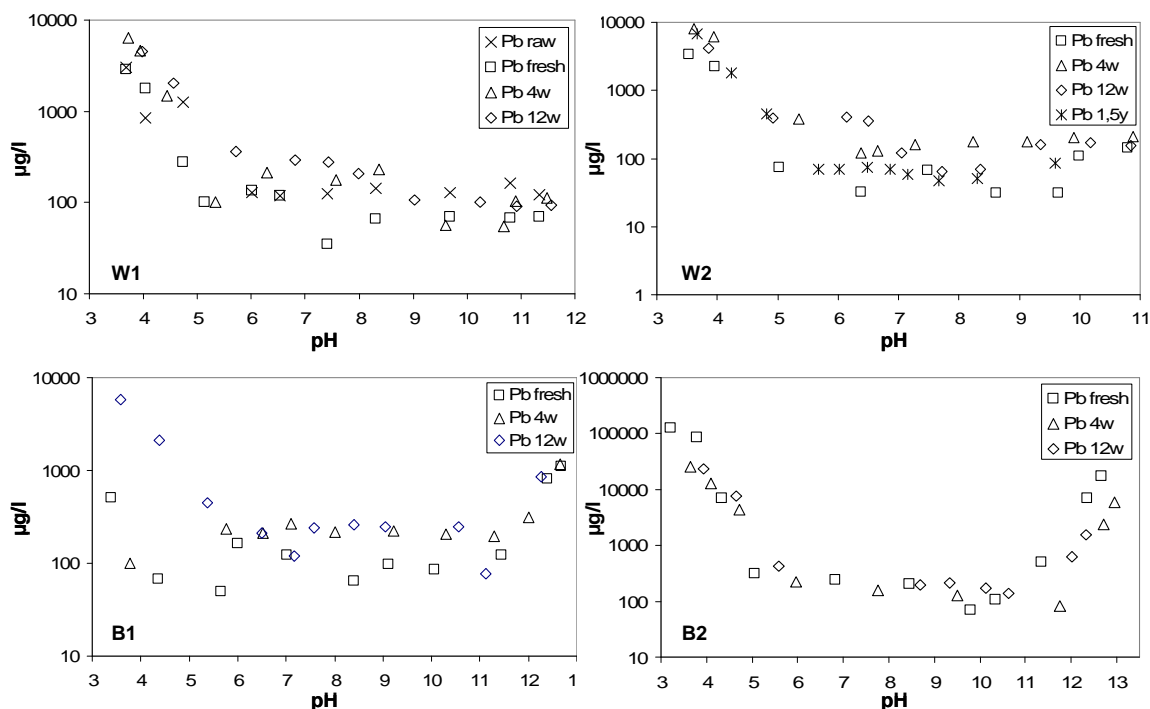 10000
1000
100
10
µg/l
3 4 5 6 7 8 9 10 11 12
pH
W1
Pb raw
Pb fresh
Pb 4w
Pb 12w
10000
1000
100
10
1
µg/l
3 4 5 6 7 8 9 10 11
pH
W2
Pb fresh
Pb 4w
Pb 12w
Pb 1,5y
10000
1000
100
10
µg/l
3 4 5 6 7 8 9 10 11 12 1
pH
B1
Pb fresh
Pb 4w
Pb 12w
1000000
100000
10000
1000
100
10
µg/l
3 4 5 6 7 8 9 10 11 12 13
pH
B2
Pb fresh
Pb 4w
Pb 12w